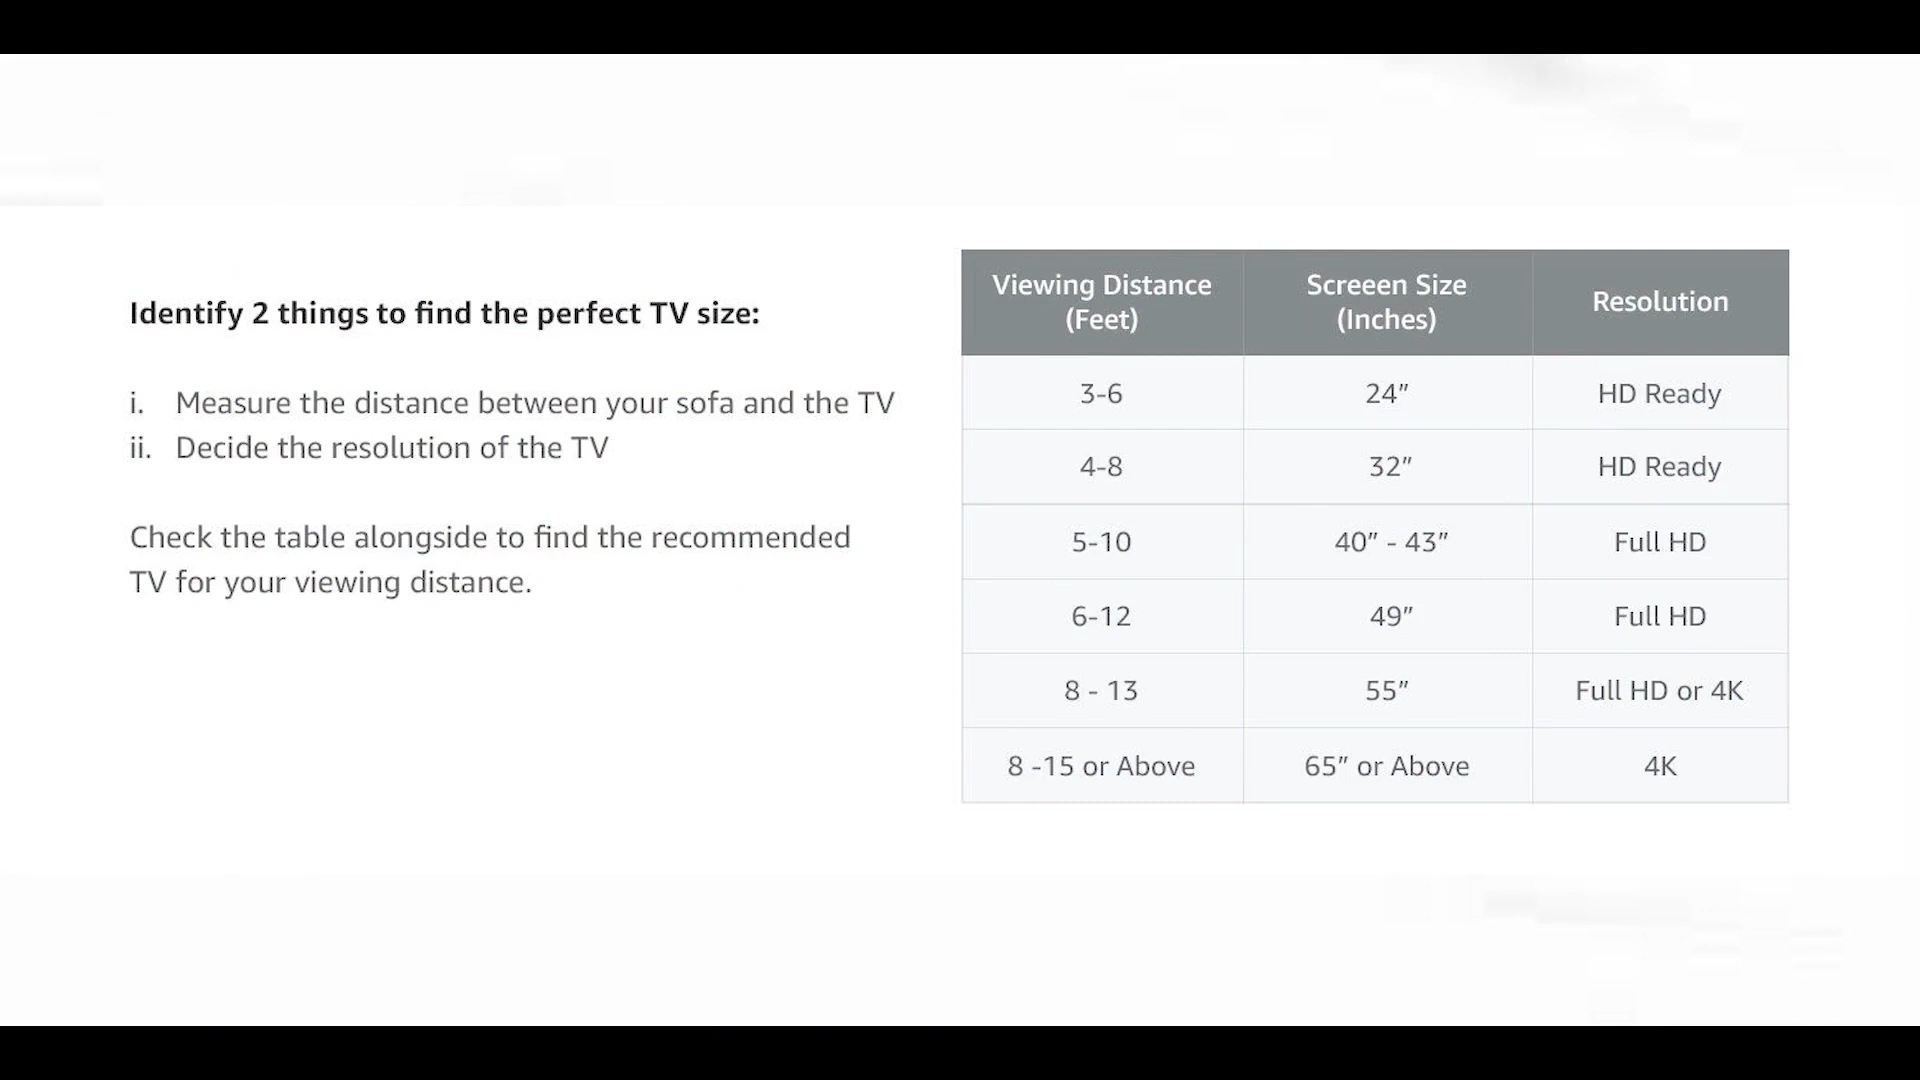 Identify 2 things to find the perfect TV size:
i. Measure the distance between your sofa and the TV
ii. Decide the resolution of the TV
Check the table alongside to find the recommended
TV for your viewing distance.
Viewing Distance (Feet) Screeen Size (Inches) Resolution
3-6 24” HD Ready
4-8 32” HD Ready
5-10 40” - 43” Full HD
6-12 49” Full HD
8 - 13 55” Full HD or 4K
8 -15 or Above 65” or Above 4K